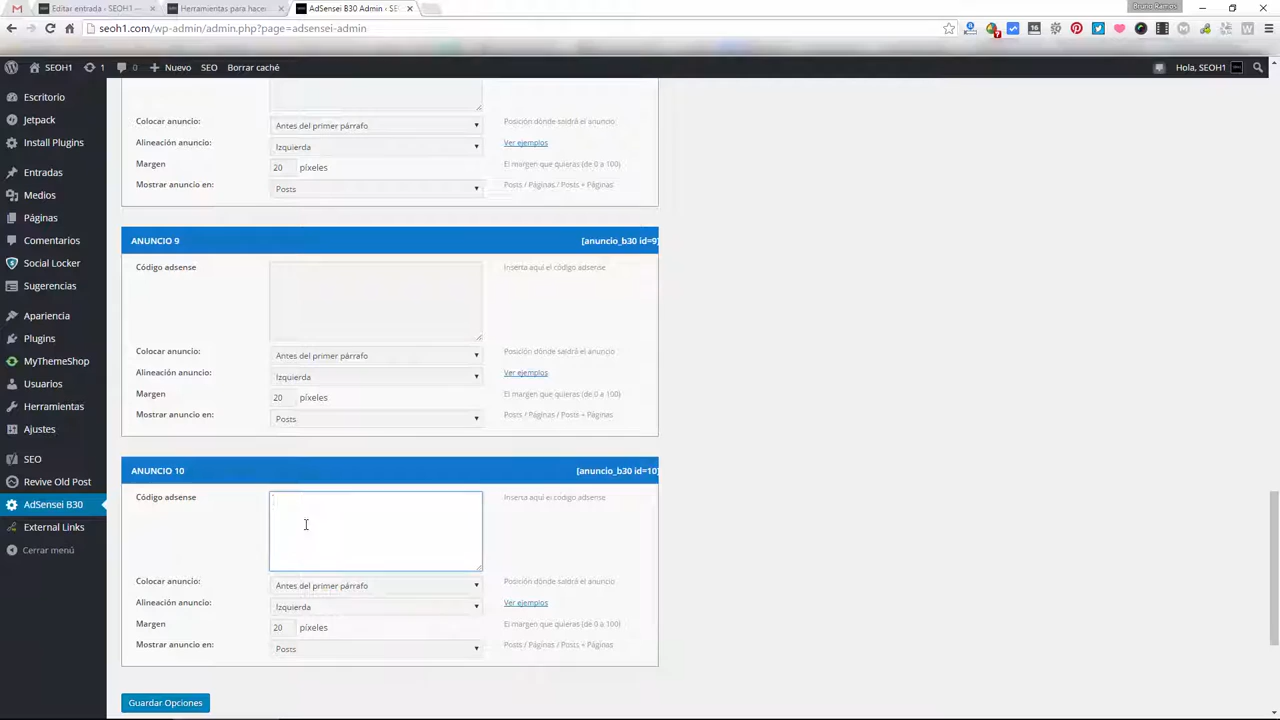 Bruno Ramos
Editar entrada ‹ SEOH1
Herramientas para hacer
AdSensei B30 Admin ‹ SE
seoh1.com/wp-admin/admin.php?page=adsensei-admin
SEOH1 1 0 Nuevo SEO Borrar caché
Hola, SEOH1
Escritorio
Jetpack
Install Plugins
Entradas
Medios
Páginas
Comentarios
Social Locker
Sugerencias
Apariencia
Plugins
MyThemeShop
Usuarios
Herramientas
Ajustes
SEO
Revive Old Post
AdSensei B30
External Links
Cerrar menú
Colocar anuncio: Antes del primer párrafo Posición dónde saldrá el anuncio
Alineación anuncio: Izquierda Ver ejemplos
Margen 20 píxeles El margen que quieras (de 0 a 100)
Mostrar anuncio en: Posts Posts / Páginas / Posts + Páginas
ANUNCIO 9 [anuncio_b30 id=9]
Código adsense Inserta aquí el código adsense
Colocar anuncio: Antes del primer párrafo Posición dónde saldrá el anuncio
Alineación anuncio: Izquierda Ver ejemplos
Margen 20 píxeles El margen que quieras (de 0 a 100)
Mostrar anuncio en: Posts Posts / Páginas / Posts + Páginas
ANUNCIO 10 [anuncio_b30 id=10]
Código adsense Inserta aquí el código adsense
Colocar anuncio: Antes del primer párrafo Posición dónde saldrá el anuncio
Alineación anuncio: Izquierda Ver ejemplos
Margen 20 píxeles El margen que quieras (de 0 a 100)
Mostrar anuncio en: Posts Posts / Páginas / Posts + Páginas
Guardar Opciones